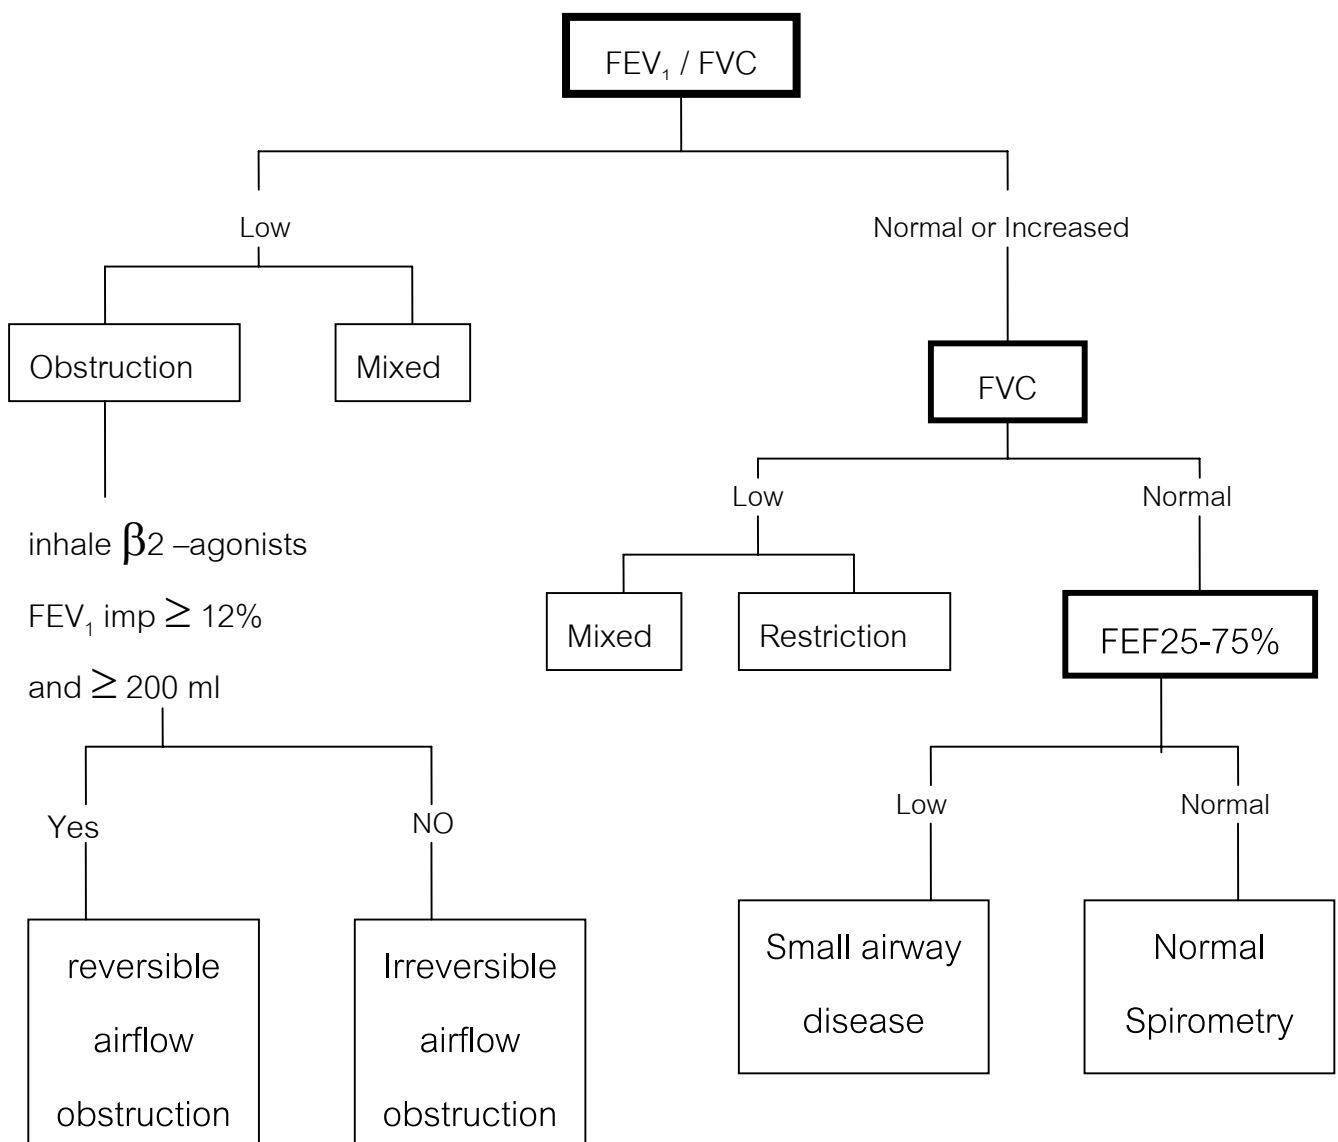 FEV₁ / FVC
Low
Normal or Increased
Obstruction
Mixed
FVC
Low
Normal
inhale β2 –agonists
FEV₁ imp ≥ 12%
and ≥ 200 ml
Mixed
Restriction
FEF25-75%
Yes
NO
Low
Normal
reversible
airflow
obstruction
Irreversible
airflow
obstruction
Small airway
disease
Normal
Spirometry